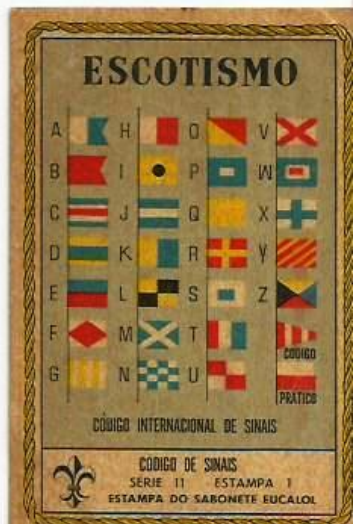 ESCOTISMO
A H O V
B I P W
C J Q X
D K R Y
E L S Z
F M T CODIGO
G N U PRATICO
CÓDIGO INTERNACIONAL DE SINAIS
CÓDIGO DE SINAIS
SÉRIE 11 ESTAMPA 1
ESTAMPA DO SABONETE EUCALOL